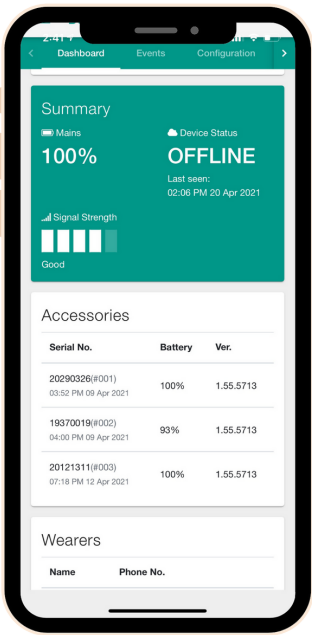 Dashboard Events Configuration
Summary
Mains
100%
Device Status
OFFLINE
Last seen:
02:06 PM 20 Apr 2021
Signal Strength
Good
Accessories
Serial No. Battery Ver.
20290326(#001)
03:52 PM 09 Apr 2021
100% 1.55.5713
19370019(#002)
04:00 PM 09 Apr 2021
93% 1.55.5713
20121311(#003)
07:18 PM 12 Apr 2021
100% 1.55.5713
Wearers
Name Phone No.